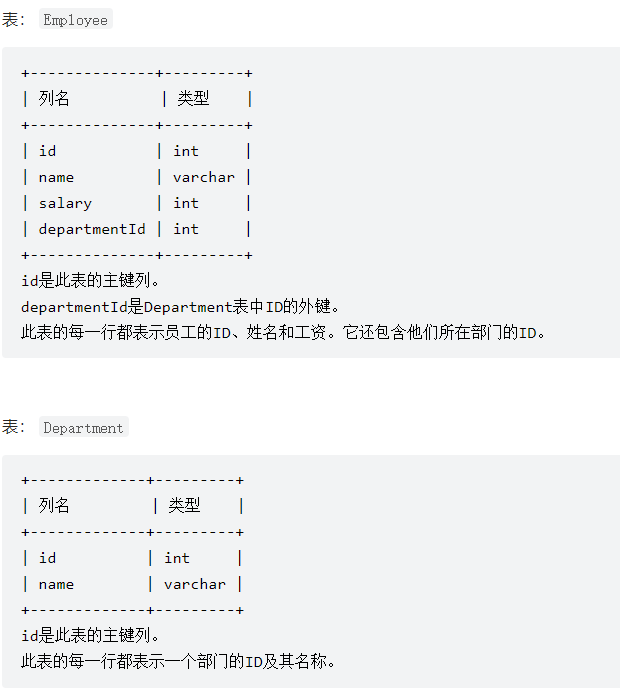 表： Employee
+--------------+---------+
| 列名          | 类型    |
+--------------+---------+
| id           | int     |
| name         | varchar |
| salary       | int     |
| departmentId | int     |
+--------------+---------+
id是此表的主键列。
departmentId是Department表中ID的外键。
此表的每一行都表示员工的ID、姓名和工资。它还包含他们所在部门的ID。
表： Department
+-------------+---------+
| 列名         | 类型    |
+-------------+---------+
| id          | int     |
| name        | varchar |
+-------------+---------+
id是此表的主键列。
此表的每一行都表示一个部门的ID及其名称。